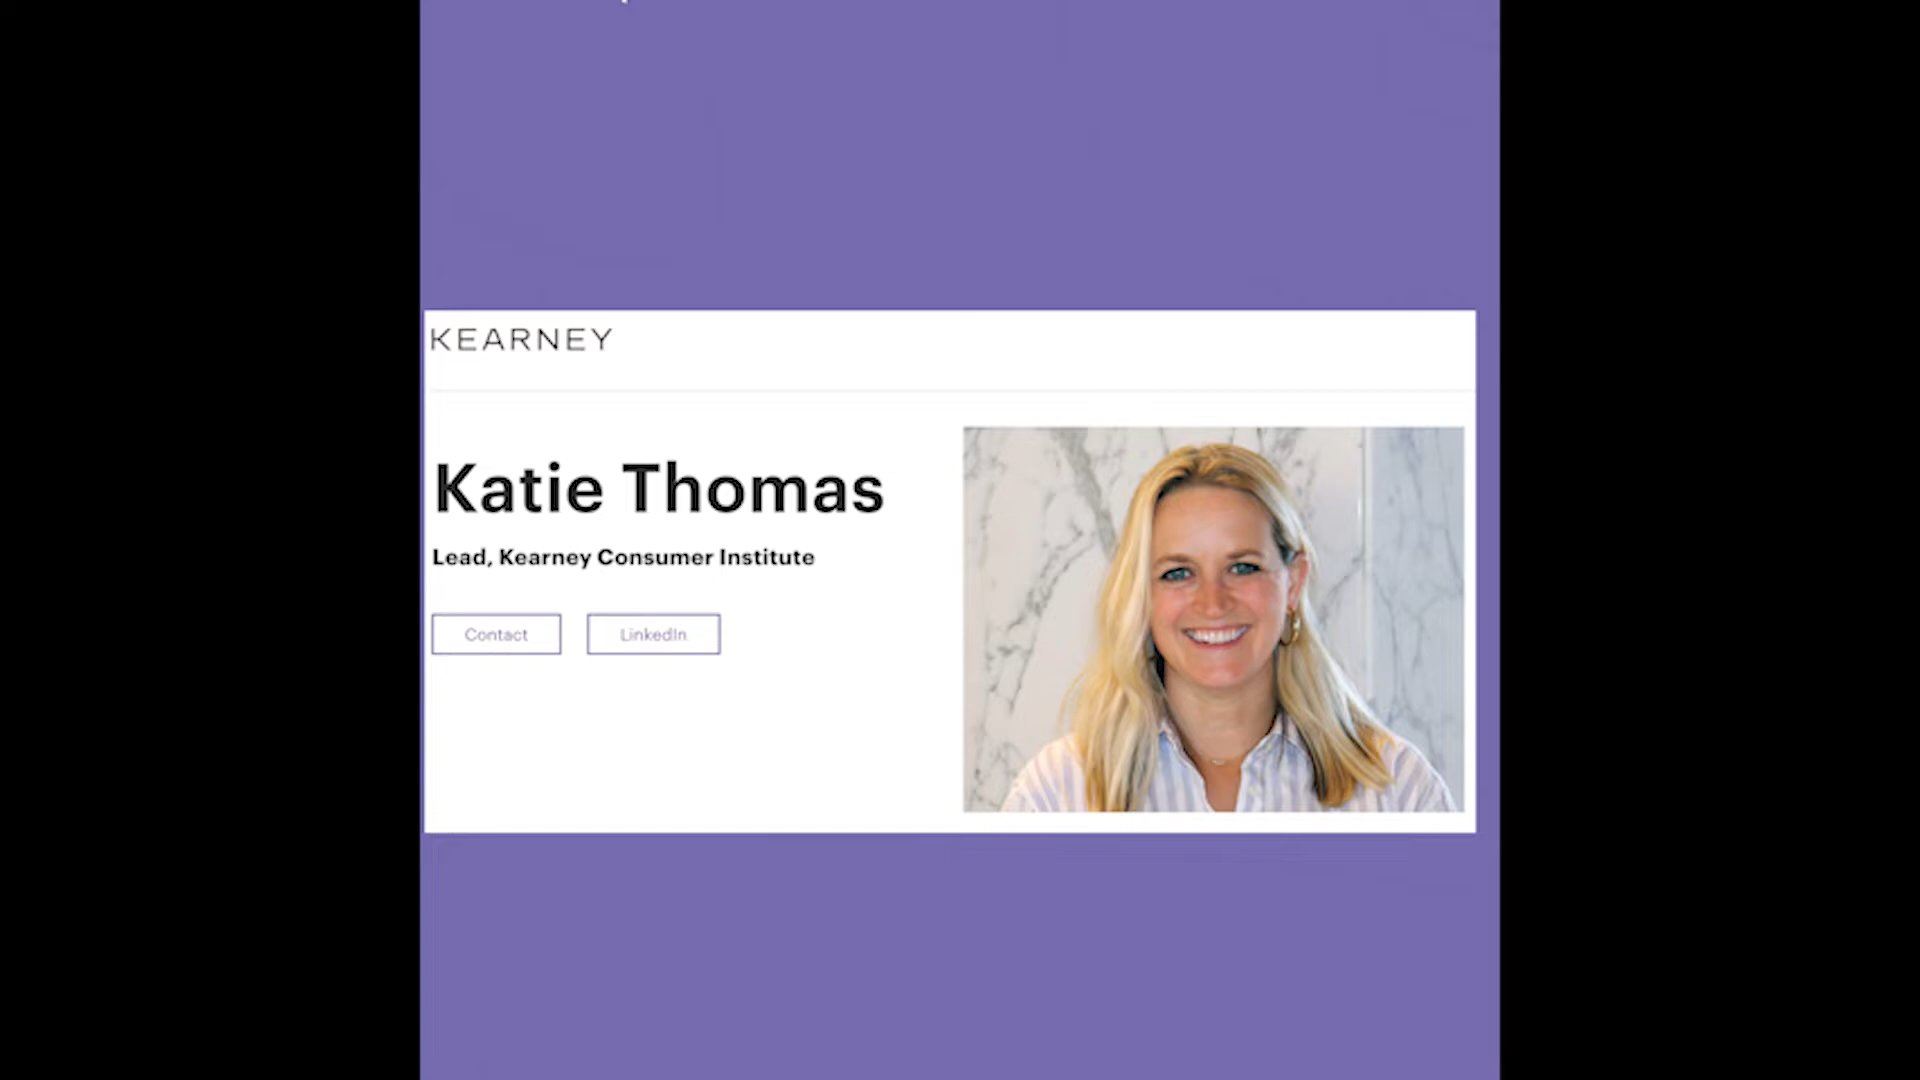 KEARNEY
Katie Thomas
Lead, Kearney Consumer Institute
Contact
LinkedIn